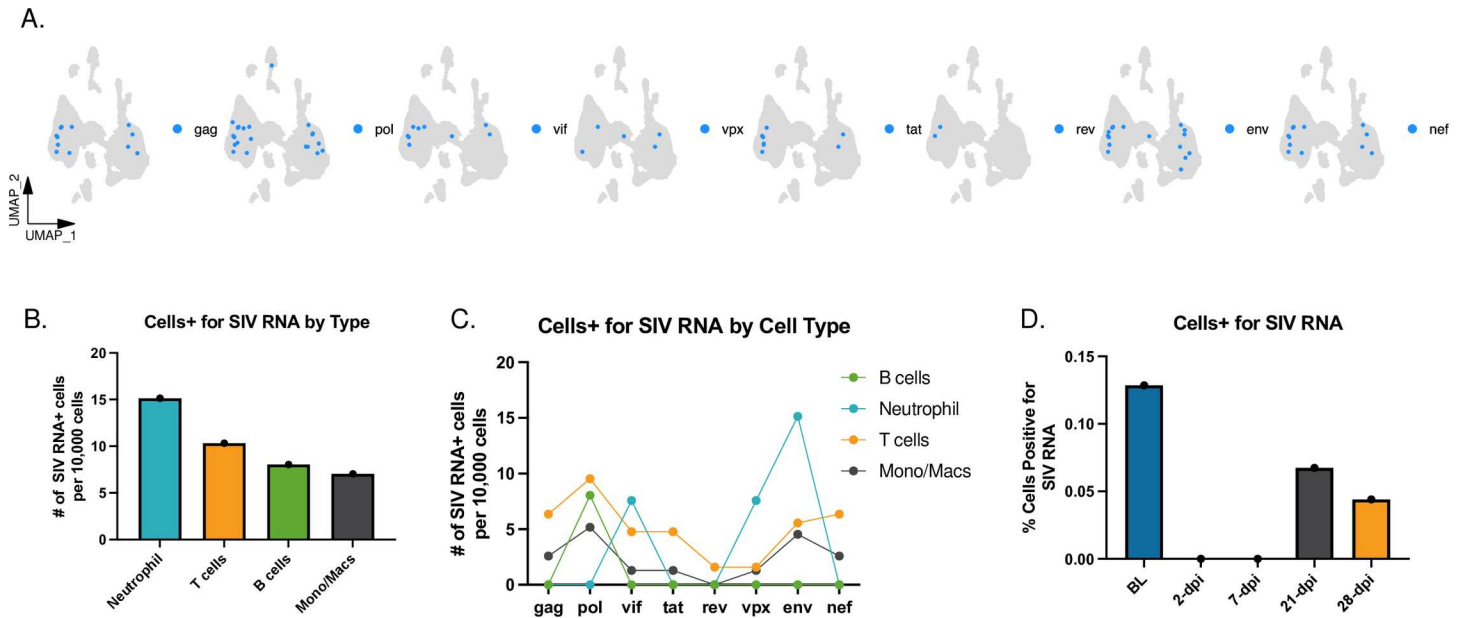 A.
gag
pol
vif
vpx
tat
rev
env
nef
UMAP_2
UMAP_1
B.
Cells+ for SIV RNA by Type
# of SIV RNA+ cells
per 10,000 cells
20
15
10
5
0
Neutrophil
T cells
B cells
Mono/Macs
C.
Cells+ for SIV RNA by Cell Type
# of SIV RNA+ cells
per 10,000 cells
20
15
10
5
0
gag pol vif tat rev vpx env nef
B cells
Neutrophil
T cells
Mono/Macs
D.
Cells+ for SIV RNA
% Cells Positive for
SIV RNA
0.15
0.10
0.05
0.00
BL
2-dpi
7-dpi
21-dpi
28-dpi